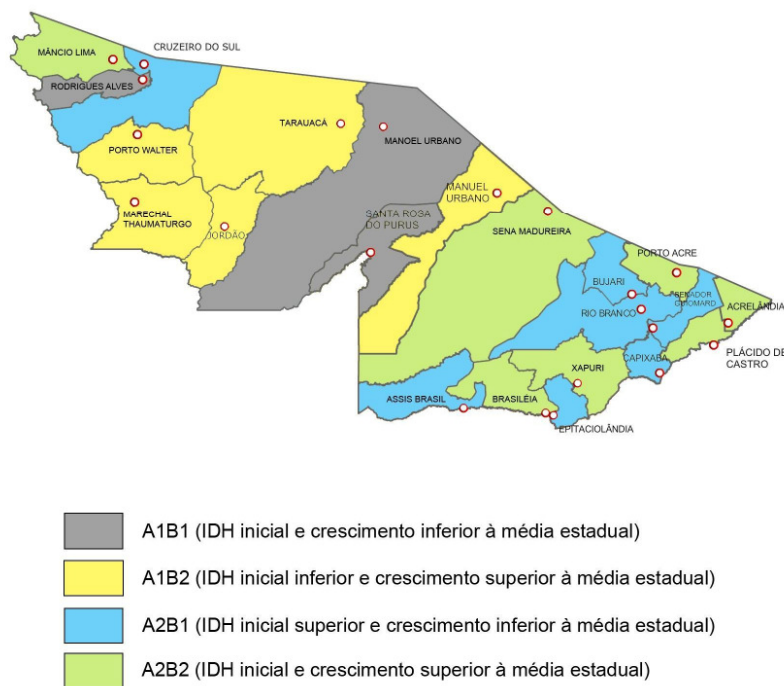 CRUZEIRO DO SUL
MÂNCIO LIMA
RODRIGUES ALVES
TARAUACÁ
MANOEL URBANO
PORTO WALTER
MANUEL
URBANO
MARECHAL
THAUMATURGO
SANTA ROSA
DO PURUS
JORDÃO
SENA MADUREIRA
PORTO ACRE
BUJARI
SENADOR
GUIOMARD
ACRELÂNDIA
RIO BRANCO
PLÁCIDO DE
CASTRO
CAPIXABA
XAPURI
ASSIS BRASIL
BRASILÉIA
EPITACIOLÂNDIA
A1B1 (IDH inicial e crescimento inferior à média estadual)
A1B2 (IDH inicial inferior e crescimento superior à média estadual)
A2B1 (IDH inicial superior e crescimento inferior à média estadual)
A2B2 (IDH inicial e crescimento superior à média estadual)